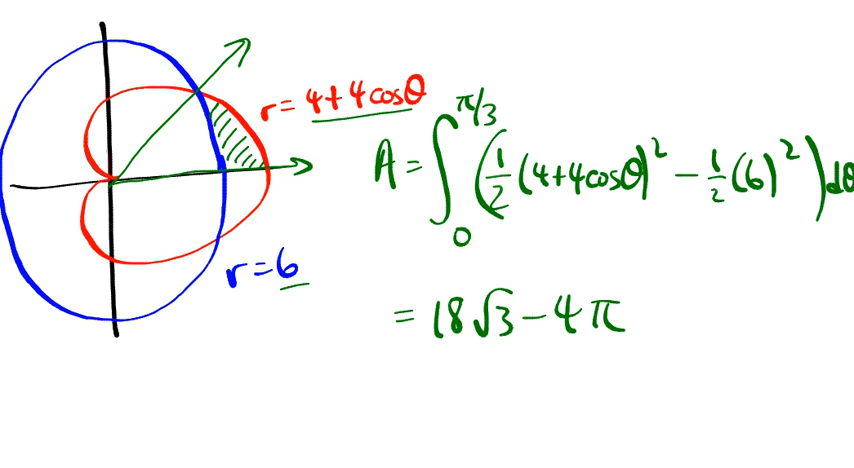 r = 4+4cosθ
A = ∫₀^π/3 (1/2 (4+4cosθ)² − 1/2 (6)²) dθ
r = 6
= 18√3 − 4π